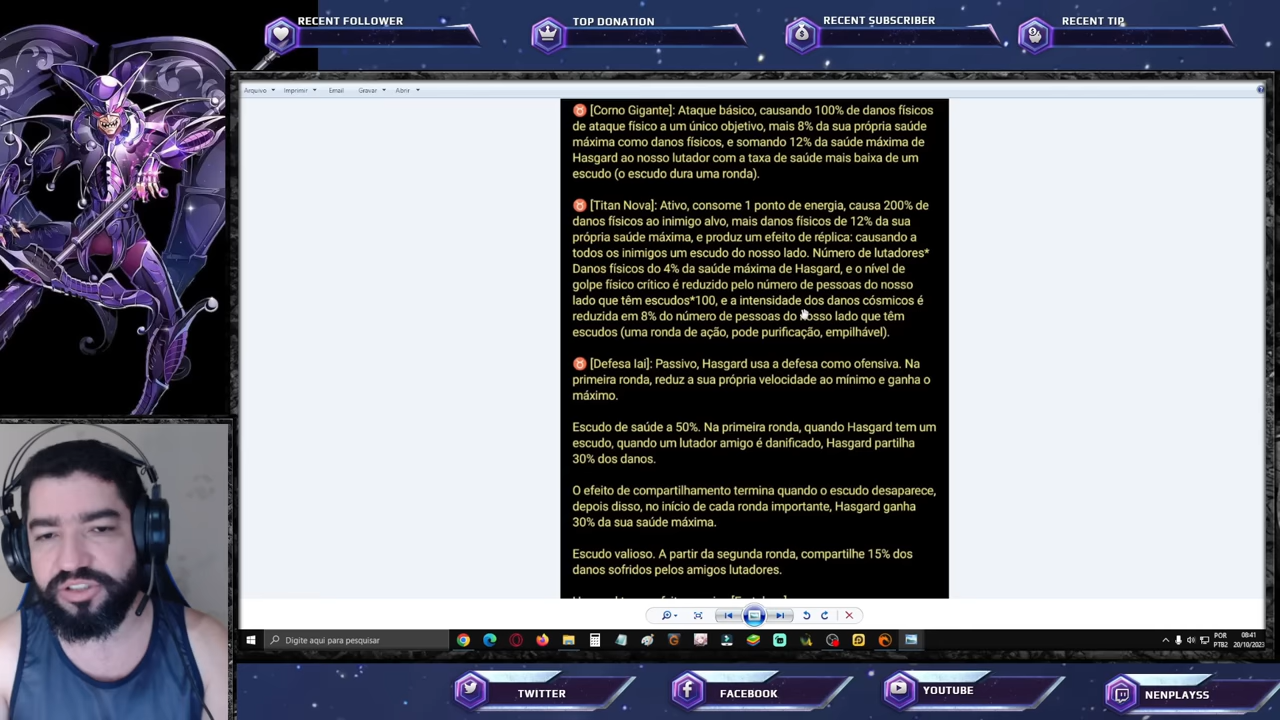 RECENT FOLLOWER
TOP DONATION
RECENT SUBSCRIBER
RECENT TIP
Arquivo Imprimir Email Gravar Abrir
♉ [Corno Gigante]: Ataque básico, causando 100% de danos físicos
de ataque físico a um único objetivo, mais 8% da sua própria saúde
máxima como danos físicos, e somando 12% da saúde máxima de
Hasgard ao nosso lutador com a taxa de saúde mais baixa de um
escudo (o escudo dura uma ronda).
♉ [Titan Nova]: Ativo, consome 1 ponto de energia, causa 200% de
danos físicos ao inimigo alvo, mais danos físicos de 12% da sua
própria saúde máxima, e produz um efeito de réplica: causando a
todos os inimigos um escudo do nosso lado. Número de lutadores*
Danos físicos do 4% da saúde máxima de Hasgard, e o nível de
golpe físico crítico é reduzido pelo número de pessoas do nosso
lado que têm escudos*100, e a intensidade dos danos cósmicos é
reduzida em 8% do número de pessoas do nosso lado que têm
escudos (uma ronda de ação, pode purificação, empilhável).
♉ [Defesa Iai]: Passivo, Hasgard usa a defesa como ofensiva. Na
primeira ronda, reduz a sua própria velocidade ao mínimo e ganha o
máximo.
Escudo de saúde a 50%. Na primeira ronda, quando Hasgard tem um
escudo, quando um lutador amigo é danificado, Hasgard partilha
30% dos danos.
O efeito de compartilhamento termina quando o escudo desaparece,
depois disso, no início de cada ronda importante, Hasgard ganha
30% da sua saúde máxima.
Escudo valioso. A partir da segunda ronda, compartilhe 15% dos
danos sofridos pelos amigos lutadores.
Digite aqui para pesquisar
POR
PTB2
08:41
20/10/2023
TWITTER
FACEBOOK
YOUTUBE
NENPLAYSS